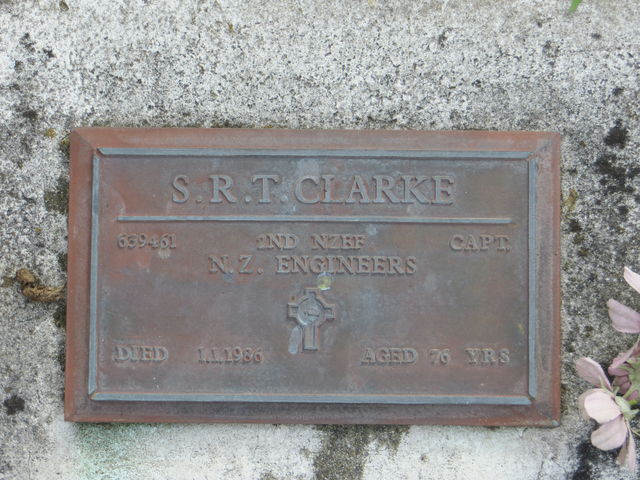 S.R.T. CLARKE
639461 2ND NZEF CAPT.
N.Z. ENGINEERS
DIED 1.1.1986 AGED 76 YRS